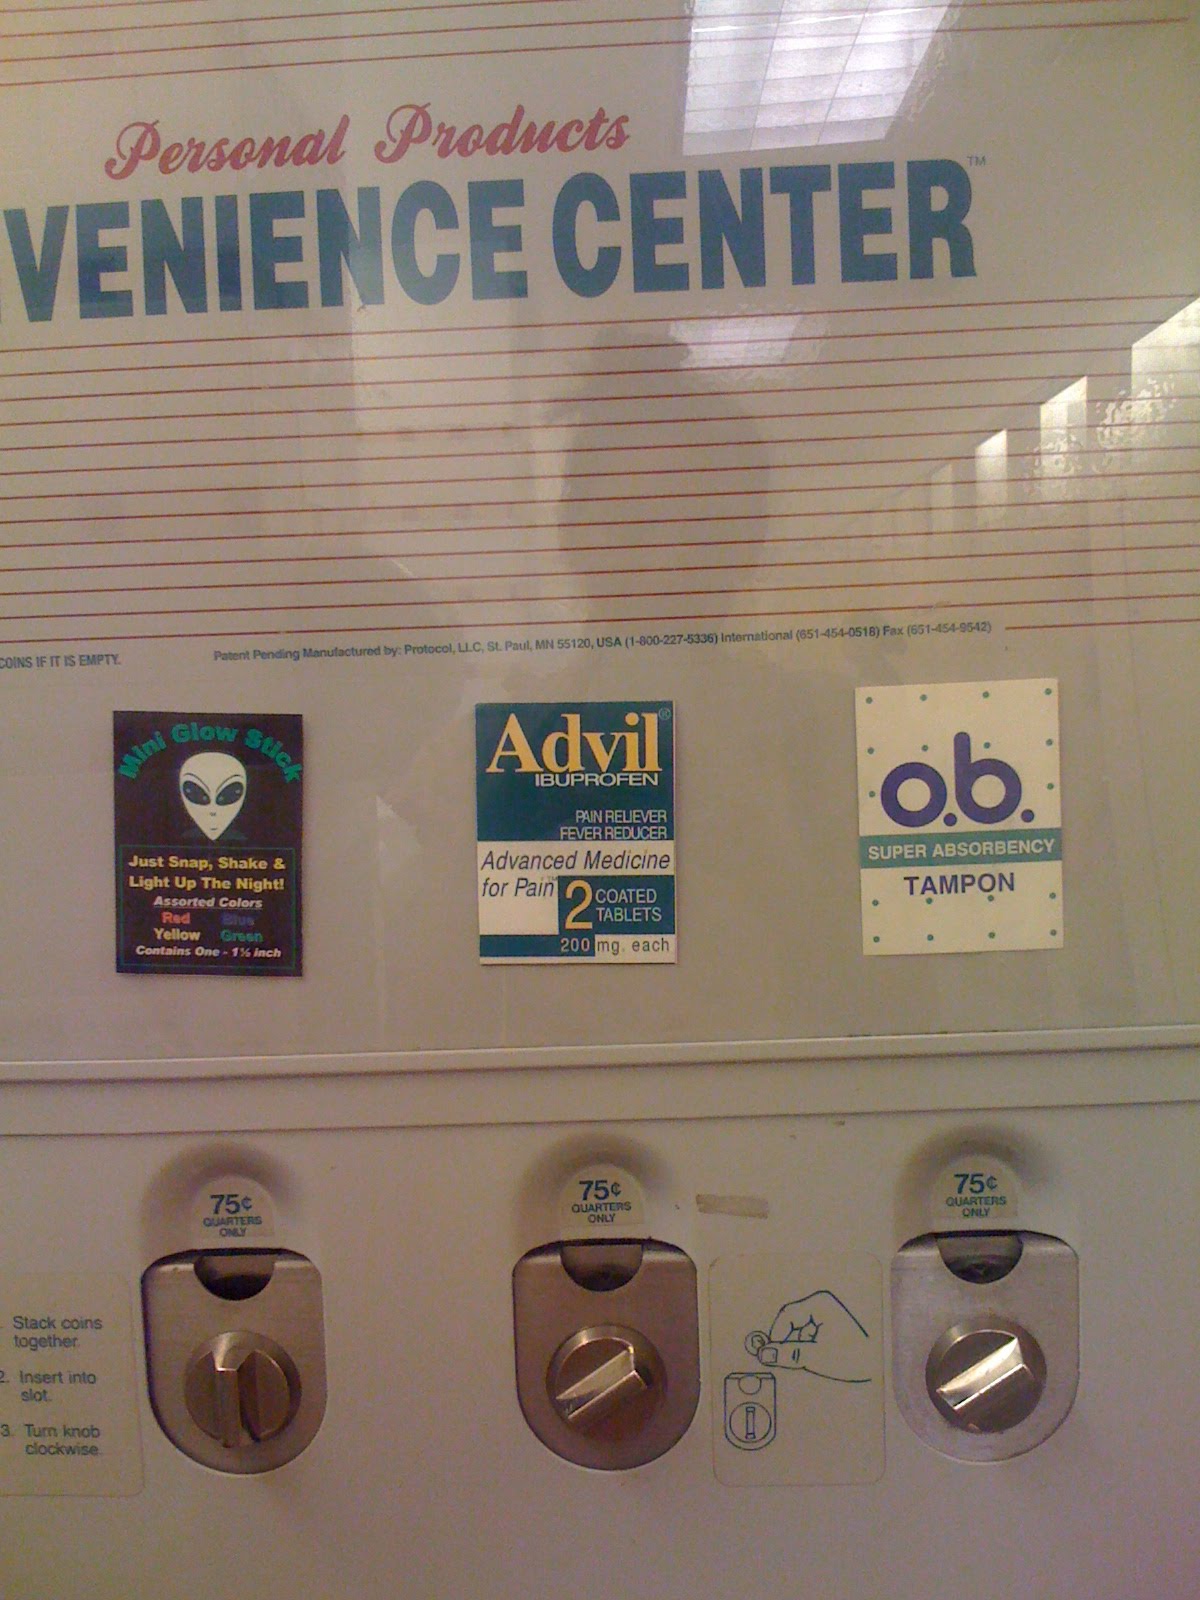 Personal Products
VENIENCE CENTER™
COINS IF IT IS EMPTY.
Patent Pending Manufactured by: Protocol, LLC, St. Paul, MN 55120, USA (1-800-227-5336) International (651-454-0518) Fax (651-454-9542)
Mini Glow Stick
Just Snap, Shake &
Light Up The Night!
Assorted Colors
Red Blue
Yellow Green
Contains One - 1½ inch
Advil®
IBUPROFEN
PAIN RELIEVER
FEVER REDUCER
Advanced Medicine
for Pain™
2 COATED
TABLETS
200 mg. each
o.b.
SUPER ABSORBENCY
TAMPON
75¢
QUARTERS
ONLY
75¢
QUARTERS
ONLY
75¢
QUARTERS
ONLY
. Stack coins
together.
2. Insert into
slot.
3. Turn knob
clockwise.